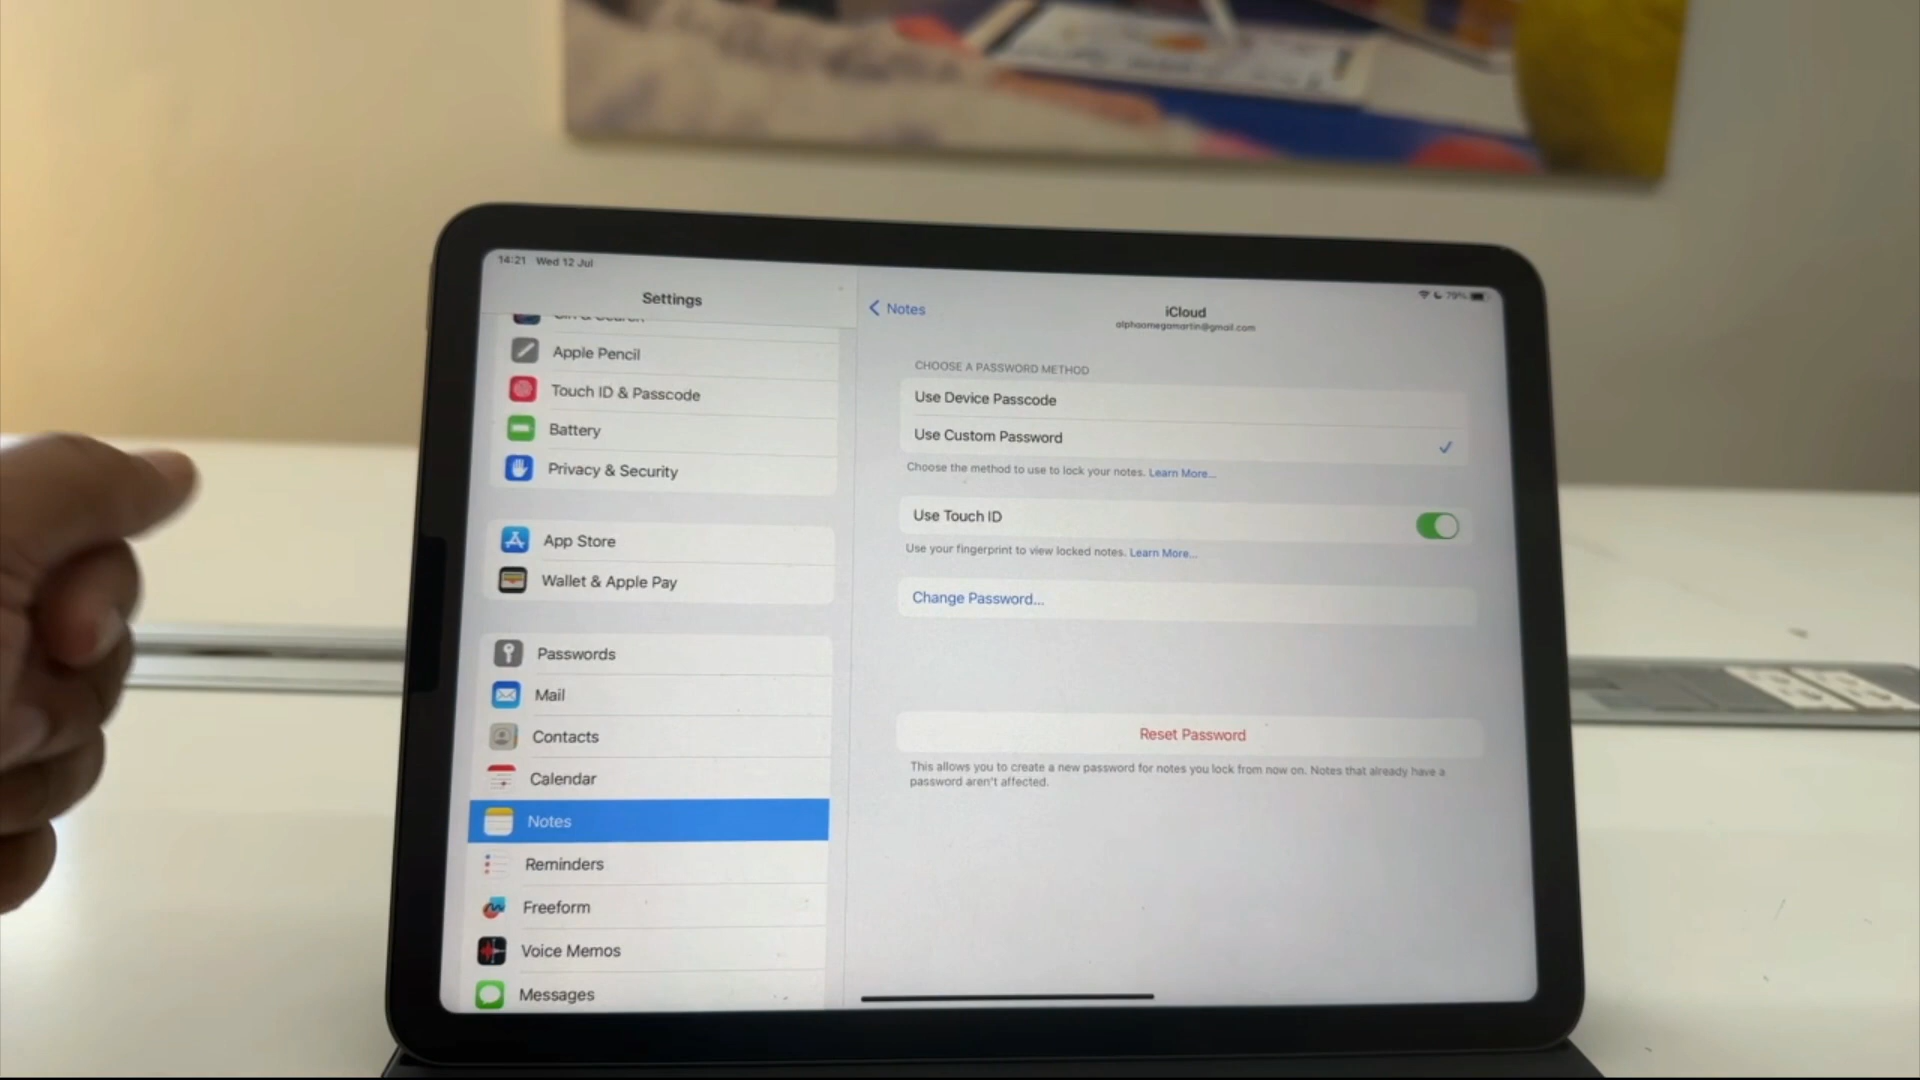 14:21 Wed 12 Jul
79%
Settings
Apple Pencil
Touch ID & Passcode
Battery
Privacy & Security
App Store
Wallet & Apple Pay
Passwords
Mail
Contacts
Calendar
Notes
Reminders
Freeform
Voice Memos
Messages
Notes
iCloud
alphaomegamartin@gmail.com
CHOOSE A PASSWORD METHOD
Use Device Passcode
Use Custom Password
Choose the method to use to lock your notes. Learn More...
Use Touch ID
Use your fingerprint to view locked notes. Learn More...
Change Password...
Reset Password
This allows you to create a new password for notes you lock from now on. Notes that already have a
password aren't affected.